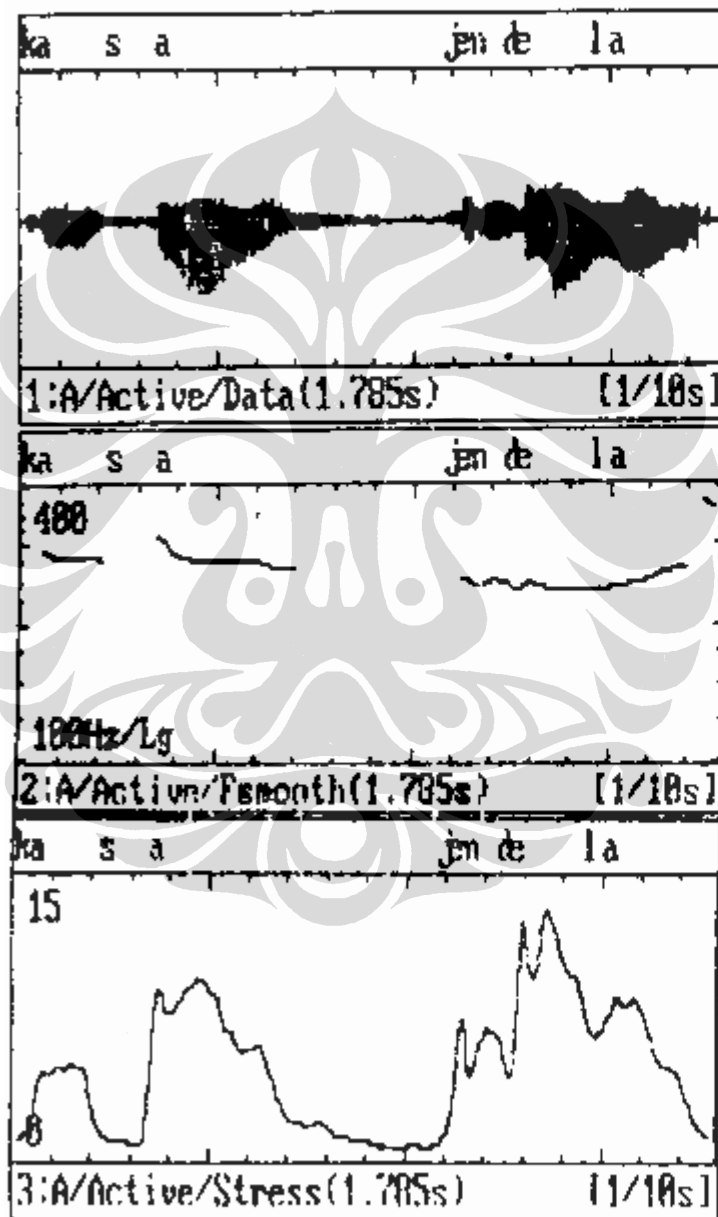 ka s a jen de la
1:A/Active/Data(1.785s) [1/10s]
ka s a jen de la
400
100Hz/Lg
2:A/Active/Fsmooth(1.785s) [1/10s]
ka s a jen de la
15
0
3:A/Active/Stress(1.785s) [1/10s]